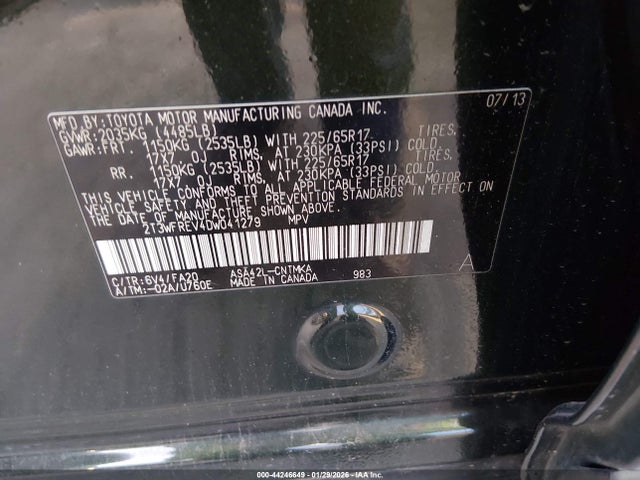 MFD. BY: TOYOTA MOTOR MANUFACTURING CANADA INC. 07/13
GVWR: 2035KG (4485LB)
GAWR: FRT. 1150KG (2535LB) WITH 225/65R17 TIRES,
17X7 0J RIMS, AT 230KPA (33PSI) COLD.
RR. 1150KG (2535LB) WITH 225/65R17 TIRES,
17X7 0J RIMS, AT 230KPA (33PSI) COLD.
THIS VEHICLE CONFORMS TO ALL APPLICABLE FEDERAL MOTOR
VEHICLE SAFETY AND THEFT PREVENTION STANDARDS IN EFFECT ON
THE DATE OF MANUFACTURE SHOWN ABOVE.
2T3WFREV4DW041279 MPV
C/TR: 6V4/FA20 ASA42L-CNTMKA 983 A
A/TM: -02A/U760E MADE IN CANADA
000-44246649 - 01/29/2026 - IAA Inc.